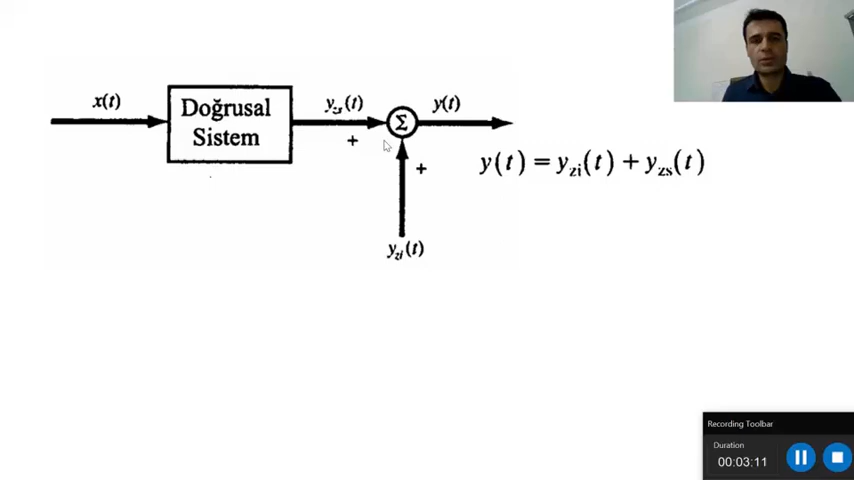 x(t)
Doğrusal
Sistem
y_zs(t)
+
Σ
y(t)
+
y_zi(t)
y(t) = y_zi(t) + y_zs(t)
Recording Toolbar
Duration
00:03:11